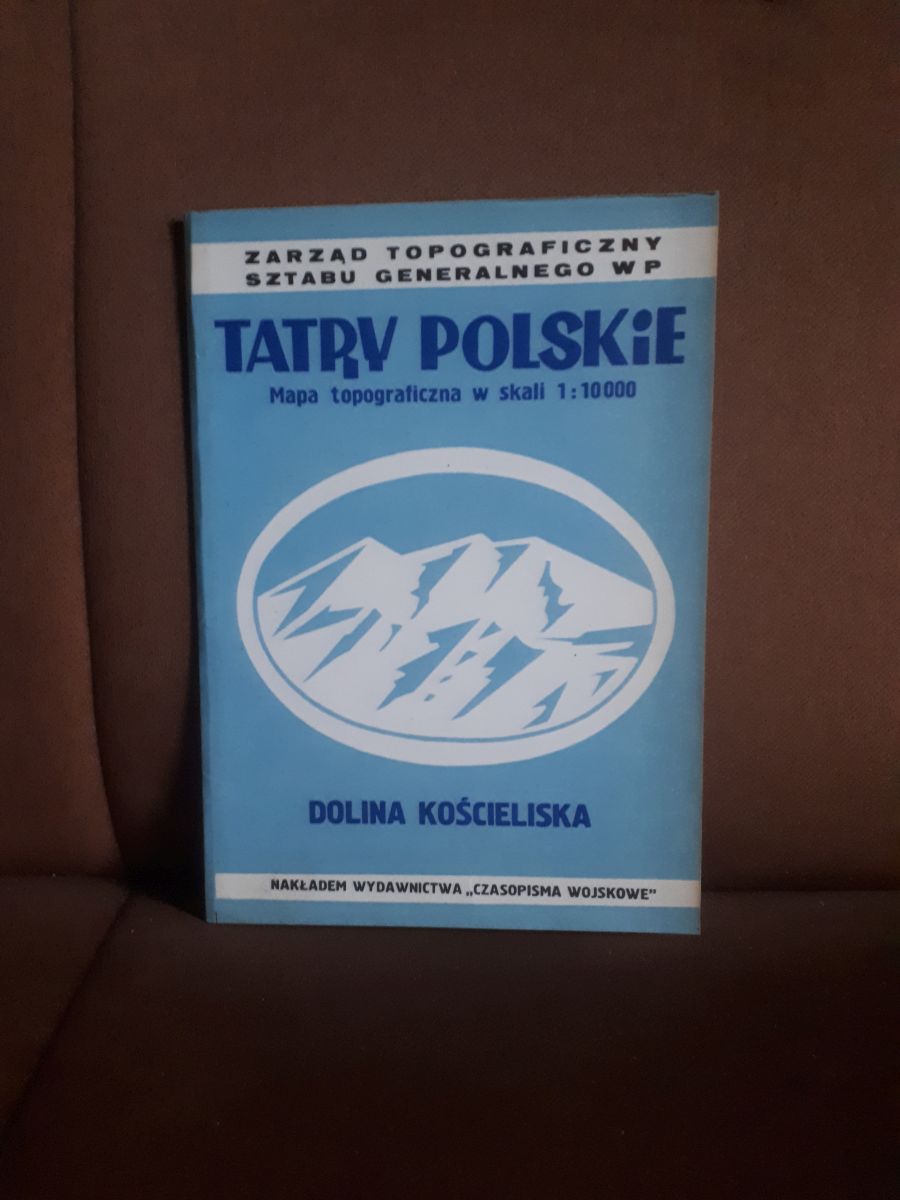 ZARZĄD TOPOGRAFICZNY
SZTABU GENERALNEGO WP
TATRY POLSKiE
Mapa topograficzna w skali 1:10000
DOLINA KOŚCIELISKA
NAKŁADEM WYDAWNICTWA „CZASOPISMA WOJSKOWE"